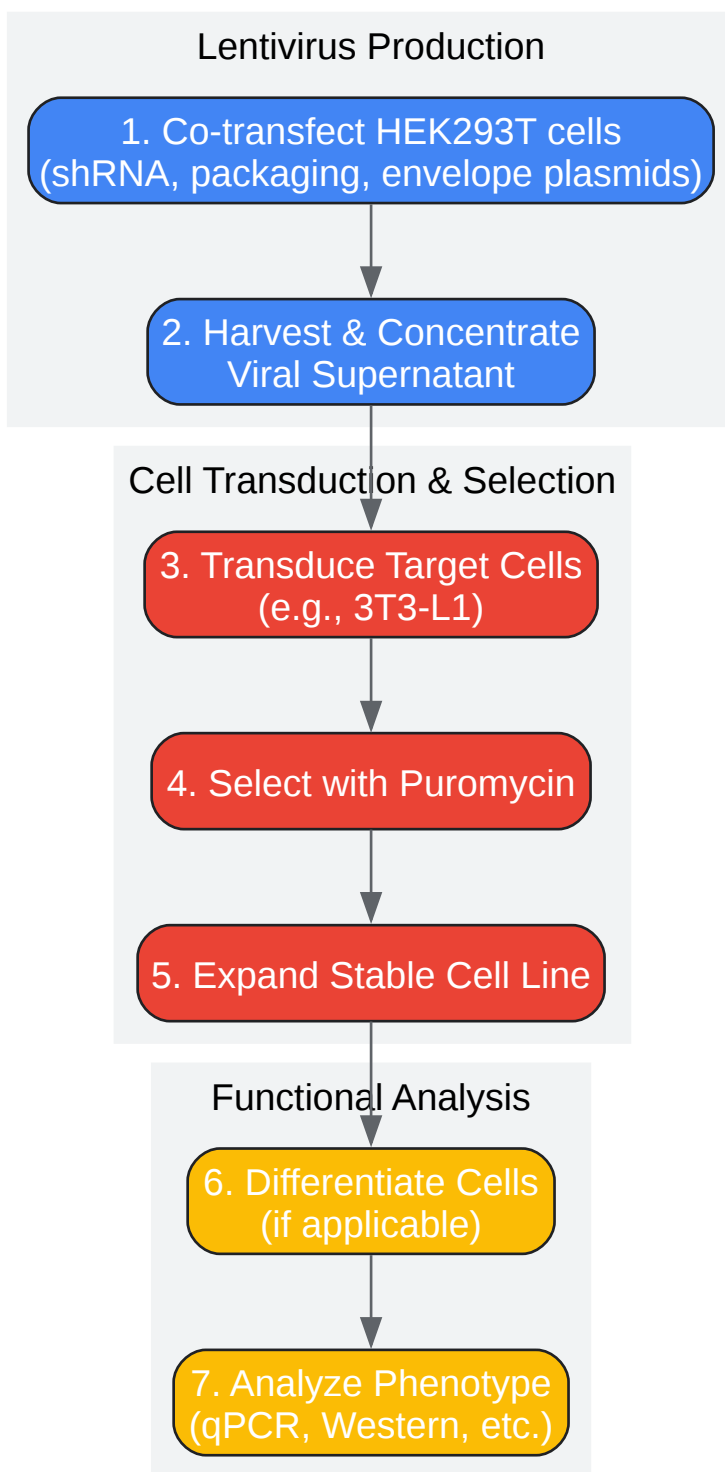 Lentivirus Production
1. Co-transfect HEK293T cells
(shRNA, packaging, envelope plasmids)
2. Harvest & Concentrate
Viral Supernatant
Cell Transduction & Selection
3. Transduce Target Cells
(e.g., 3T3-L1)
4. Select with Puromycin
5. Expand Stable Cell Line
Functional Analysis
6. Differentiate Cells
(if applicable)
7. Analyze Phenotype
(qPCR, Western, etc.)